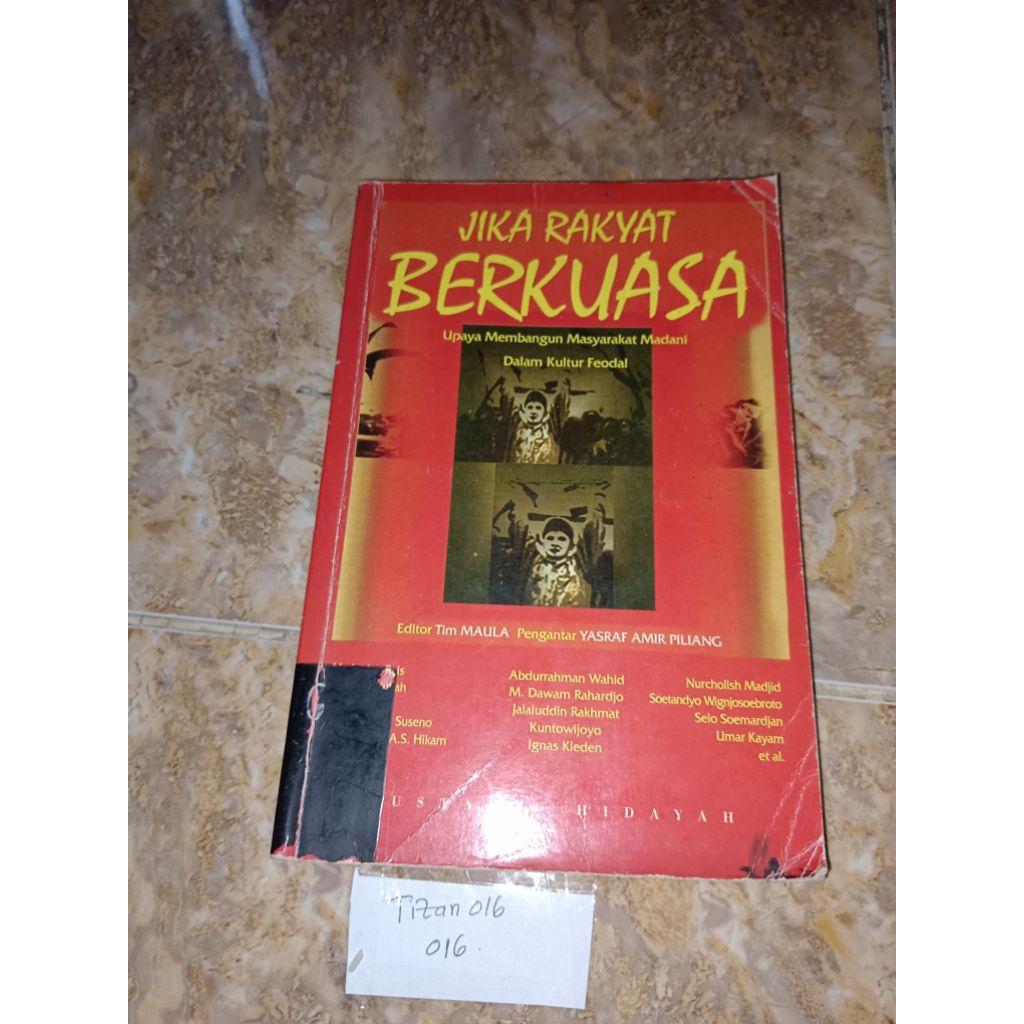 JIKA RAKYAT
BERKUASA
Upaya Membangun Masyarakat Madani
Dalam Kultur Feodal
Editor Tim MAULA Pengantar YASRAF AMIR PILIANG
Suseno
A.S. Hikam
Abdurrahman Wahid
M. Dawam Rahardjo
Jalaluddin Rakhmat
Kuntowijoyo
Ignas Kleden
Nurcholish Madjid
Soetandyo Wignjosoebroto
Selo Soemardjan
Umar Kayam
et al.
HIDAYAH
Tizan 016
016.